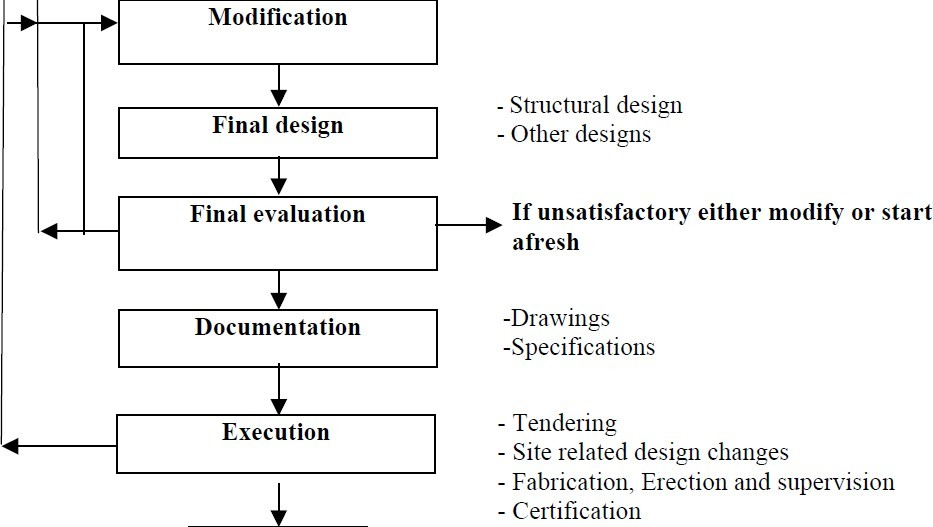 Modification
Final design
- Structural design
- Other designs
Final evaluation
If unsatisfactory either modify or start
afresh
Documentation
-Drawings
-Specifications
Execution
- Tendering
- Site related design changes
- Fabrication, Erection and supervision
- Certification